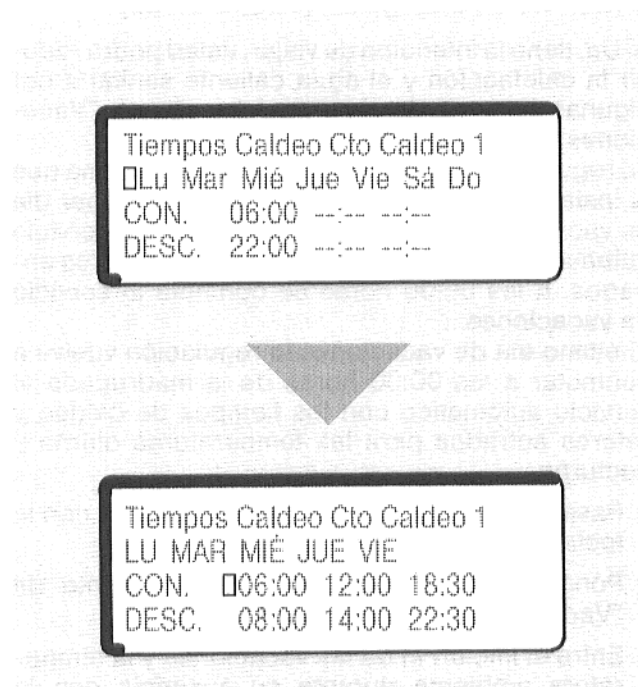 Tiempos Caldeo Cto Caldeo 1
Lu Mar Mié Jue Vie Sá Do
CON. 06:00 --:-- --:--
DESC. 22:00 --:-- --:--
Tiempos Caldeo Cto Caldeo 1
LU MAR MIÉ JUE VIE
CON. 06:00 12:00 18:30
DESC. 08:00 14:00 22:30